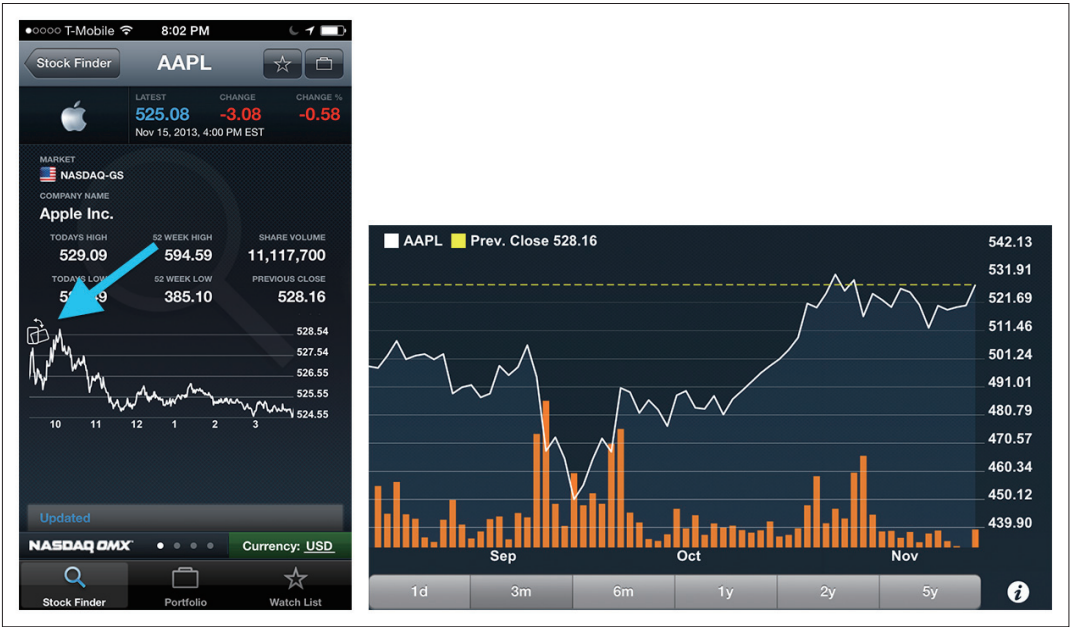 T-Mobile 8:02 PM
Stock Finder AAPL
LATEST CHANGE CHANGE %
525.08 -3.08 -0.58
Nov 15, 2013, 4:00 PM EST
MARKET
NASDAQ-GS
COMPANY NAME
Apple Inc.
TODAYS HIGH 52 WEEK HIGH SHARE VOLUME
529.09 594.59 11,117,700
TODAYS LOW 52 WEEK LOW PREVIOUS CLOSE
385.10 528.16
528.54
527.54
526.55
525.55
524.55
10 11 12 1 2 3
Updated
NASDAQ OMX Currency: USD
Stock Finder Portfolio Watch List
AAPL Prev. Close 528.16
542.13
531.91
521.69
511.46
501.24
491.01
480.79
470.57
460.34
450.12
439.90
Sep Oct Nov
1d 3m 6m 1y 2y 5y
i